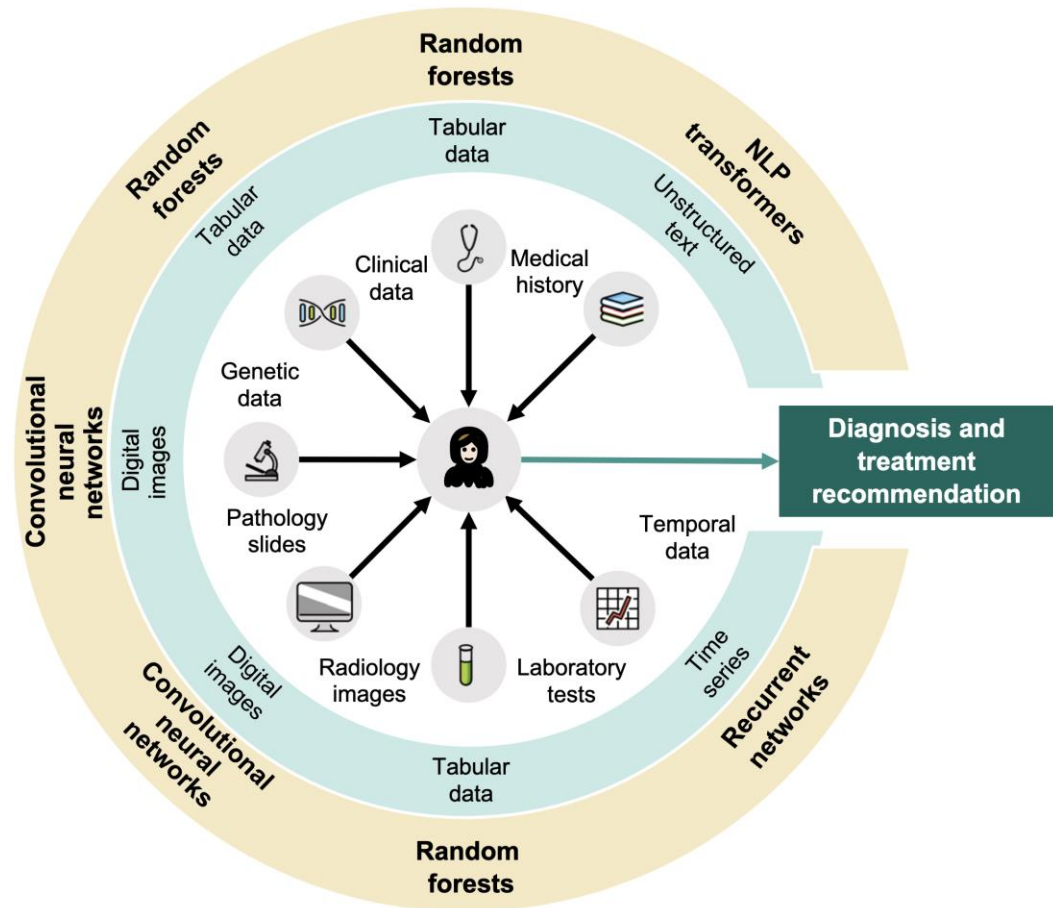 Random
forests
Tabular
data
NLP
transformers
Unstructured
text
Random
forests
Tabular
data
Clinical
data
Medical
history
Genetic
data
Convolutional
neural
networks
Digital
images
Pathology
slides
Diagnosis and
treatment
recommendation
Temporal
data
Radiology
images
Laboratory
tests
Time
series
Recurrent
networks
Digital
images
Convolutional
neural
networks
Tabular
data
Random
forests